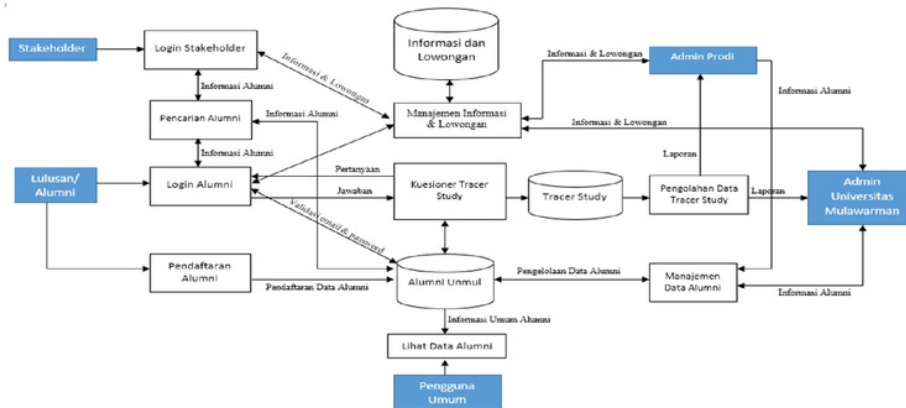 Stakeholder
Login Stakeholder
Informasi dan
Lowongan
Admin Prodi
Informasi & Lowongan
Informasi & Lowongan
Informasi Alumni
Informasi Alumni
Pencarian Alumni
Informasi Alumni
Manajemen Informasi
& Lowongan
Informasi & Lowongan
Informasi Alumni
Laporan
Lulusan/
Alumni
Login Alumni
Pertanyaan
Jawaban
Kuesioner Tracer
Study
Tracer Study
Pengolahan Data
Tracer Study
Laporan
Admin
Universitas
Mulawarman
Validasi email & password
Pendaftaran
Alumni
Pendaftaran Data Alumni
Alumni Unmul
Pengelolaan Data Alumni
Manajemen
Data Alumni
Informasi Alumni
Informasi Umum Alumni
Lihat Data Alumni
Pengguna
Umum